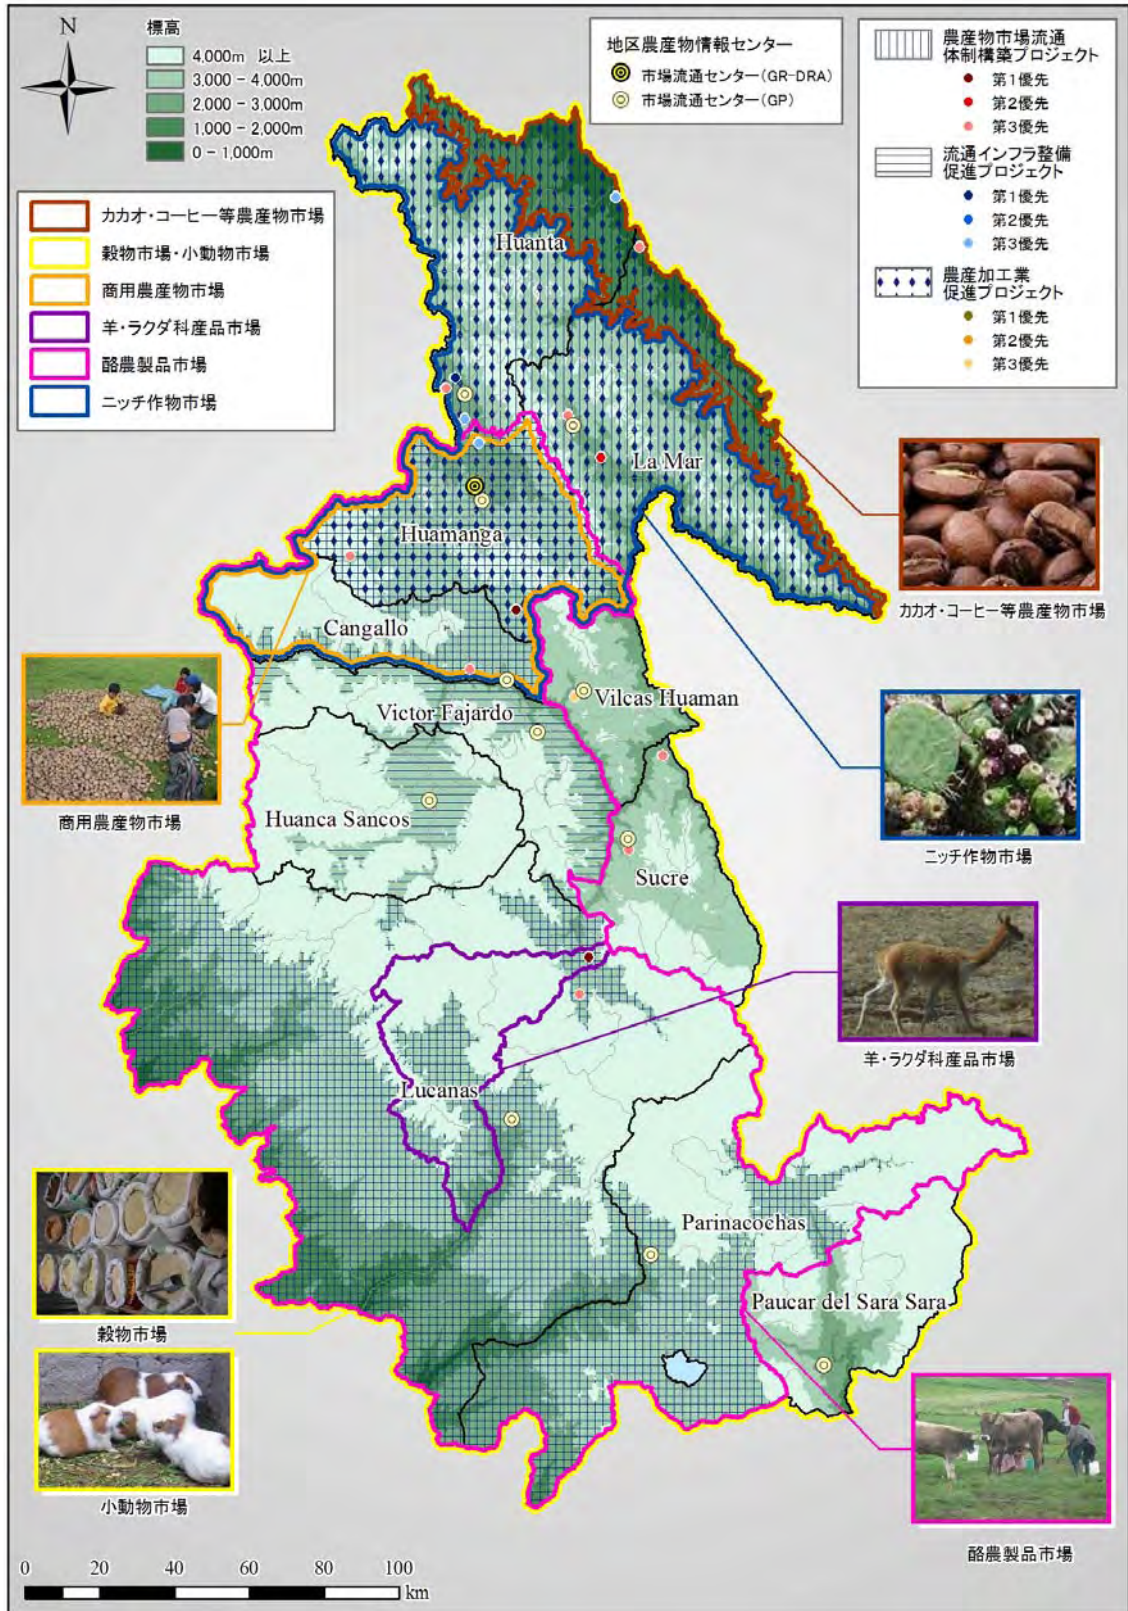 N
標高
4,000m 以上
3,000 - 4,000m
2,000 - 3,000m
1,000 - 2,000m
0 - 1,000m
地区農産物情報センター
市場流通センター(GR-DRA)
市場流通センター(GP)
農産物市場流通
体制構築プロジェクト
第1優先
第2優先
第3優先
流通インフラ整備
促進プロジェクト
第1優先
第2優先
第3優先
農産加工業
促進プロジェクト
第1優先
第2優先
第3優先
カカオ・コーヒー等農産物市場
穀物市場・小動物市場
商用農産物市場
羊・ラクダ科産品市場
酪農製品市場
ニッチ作物市場
Huanta
La Mar
Huamanga
カカオ・コーヒー等農産物市場
Cangallo
Vilcas Huaman
Victor Fajardo
商用農産物市場
Huanca Sancos
ニッチ作物市場
Sucre
羊・ラクダ科産品市場
Lucanas
Parinacochas
Paucar del Sara Sara
穀物市場
小動物市場
酪農製品市場
0 20 40 60 80 100
km